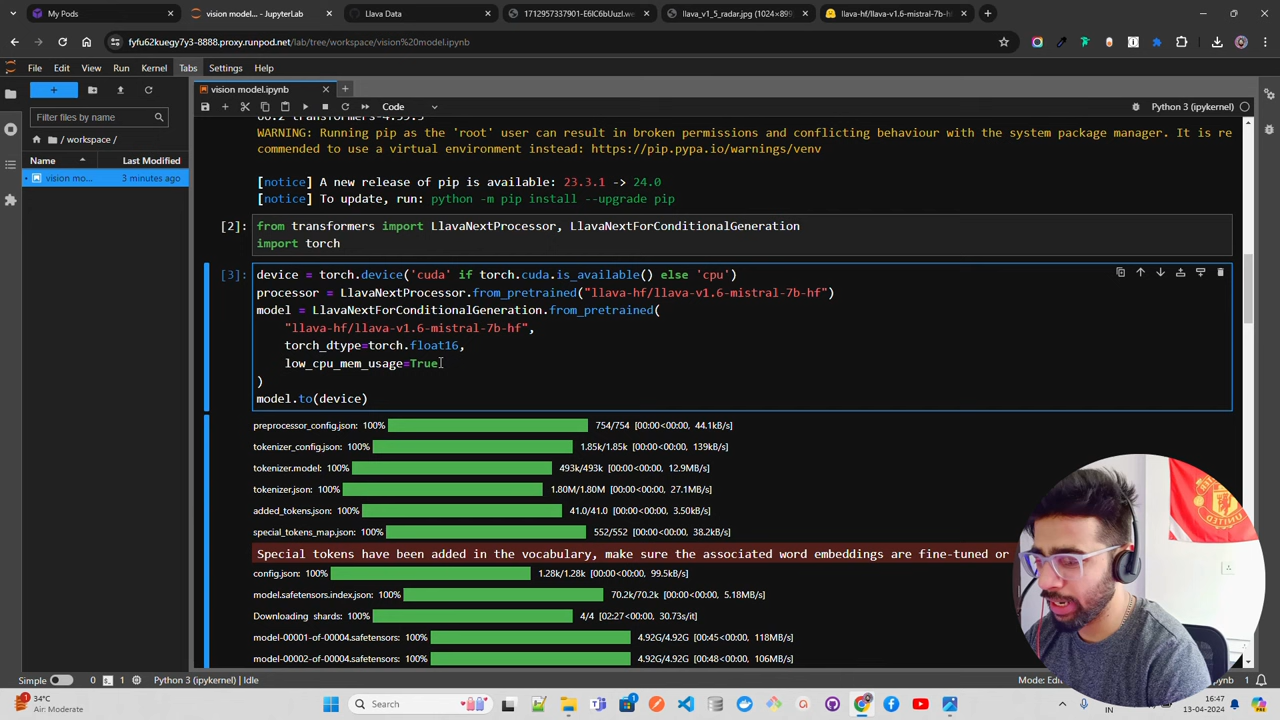 My Pods
vision model... - JupyterLab
Llava Data
1712957337901-E6lC6bUuzI.we
llava_v1_5_radar.jpg (1024×899
llava-hf/llava-v1.6-mistral-7b-h
fyfu62kuegy7y3-8888.proxy.runpod.net/lab/tree/workspace/vision%20model.ipynb
File Edit View Run Kernel Tabs Settings Help
vision model.ipynb
Code
Python 3 (ipykernel)
Filter files by name
/ workspace /
Name Last Modified
vision mo... 3 minutes ago
WARNING: Running pip as the 'root' user can result in broken permissions and conflicting behaviour with the system package manager. It is re
commended to use a virtual environment instead: https://pip.pypa.io/warnings/venv
[notice] A new release of pip is available: 23.3.1 -> 24.0
[notice] To update, run: python -m pip install --upgrade pip
[2]: from transformers import LlavaNextProcessor, LlavaNextForConditionalGeneration
import torch
[3]: device = torch.device('cuda' if torch.cuda.is_available() else 'cpu')
processor = LlavaNextProcessor.from_pretrained("llava-hf/llava-v1.6-mistral-7b-hf")
model = LlavaNextForConditionalGeneration.from_pretrained(
"llava-hf/llava-v1.6-mistral-7b-hf",
torch_dtype=torch.float16,
low_cpu_mem_usage=True
)
model.to(device)
preprocessor_config.json: 100% 754/754 [00:00<00:00, 44.1kB/s]
tokenizer_config.json: 100% 1.85k/1.85k [00:00<00:00, 139kB/s]
tokenizer.model: 100% 493k/493k [00:00<00:00, 12.9MB/s]
tokenizer.json: 100% 1.80M/1.80M [00:00<00:00, 27.1MB/s]
added_tokens.json: 100% 41.0/41.0 [00:00<00:00, 3.50kB/s]
special_tokens_map.json: 100% 552/552 [00:00<00:00, 38.2kB/s]
Special tokens have been added in the vocabulary, make sure the associated word embeddings are fine-tuned or
config.json: 100% 1.28k/1.28k [00:00<00:00, 99.5kB/s]
model.safetensors.index.json: 100% 70.2k/70.2k [00:00<00:00, 5.18MB/s]
Downloading shards: 100% 4/4 [02:27<00:00, 30.73s/it]
model-00001-of-00004.safetensors: 100% 4.92G/4.92G [00:45<00:00, 118MB/s]
model-00002-of-00004.safetensors: 100% 4.92G/4.92G [00:48<00:00, 106MB/s]
UNITED
Simple 0 1 Python 3 (ipykernel) | Idle
Mode: Ed
ynb 1
34°C
Air: Moderate
Search
IN
16:47
13-04-2024